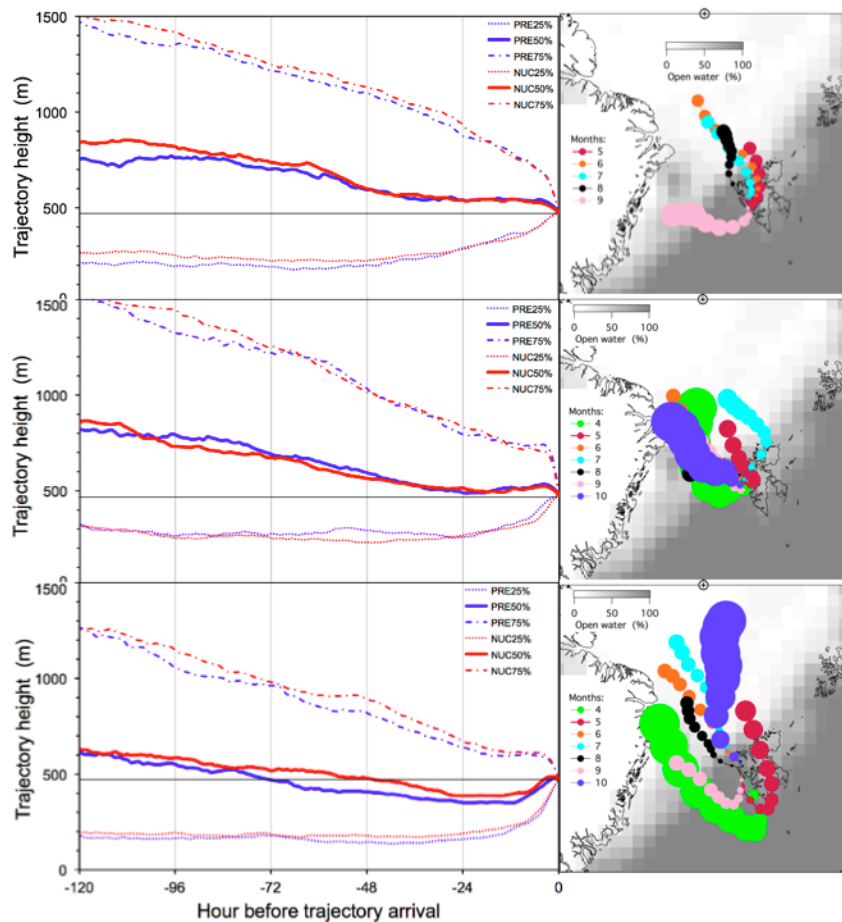 1500
1000
500
0
Trajectory height (m)
PRE25%
PRE50%
PRE75%
NUC25%
NUC50%
NUC75%
0 50 100
Open water (%)
Months:
5
6
7
8
9
1500
1000
500
0
Trajectory height (m)
PRE25%
PRE50%
PRE75%
NUC25%
NUC50%
NUC75%
0 50 100
Open water (%)
Months:
4
5
6
7
8
9
10
1500
1000
500
0
Trajectory height (m)
PRE25%
PRE50%
PRE75%
NUC25%
NUC50%
NUC75%
0 50 100
Open water (%)
Months:
4
5
6
7
8
9
10
-120 -96 -72 -48 -24 0
Hour before trajectory arrival